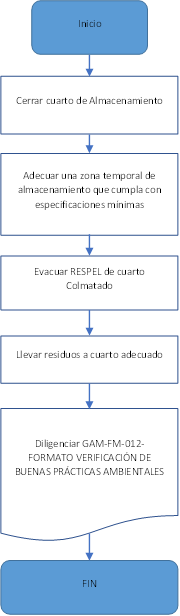 Inicio
Cerrar cuarto de Almacenamiento
Adecuar una zona temporal de
almacenamiento que cumpla con
especificaciones mínimas
Evacuar RESPEL de cuarto
Colmatado
Llevar residuos a cuarto adecuado
Diligenciar GAM-FM-012-
FORMATO VERIFICACIÓN DE
BUENAS PRÁCTICAS AMBIENTALES
FIN